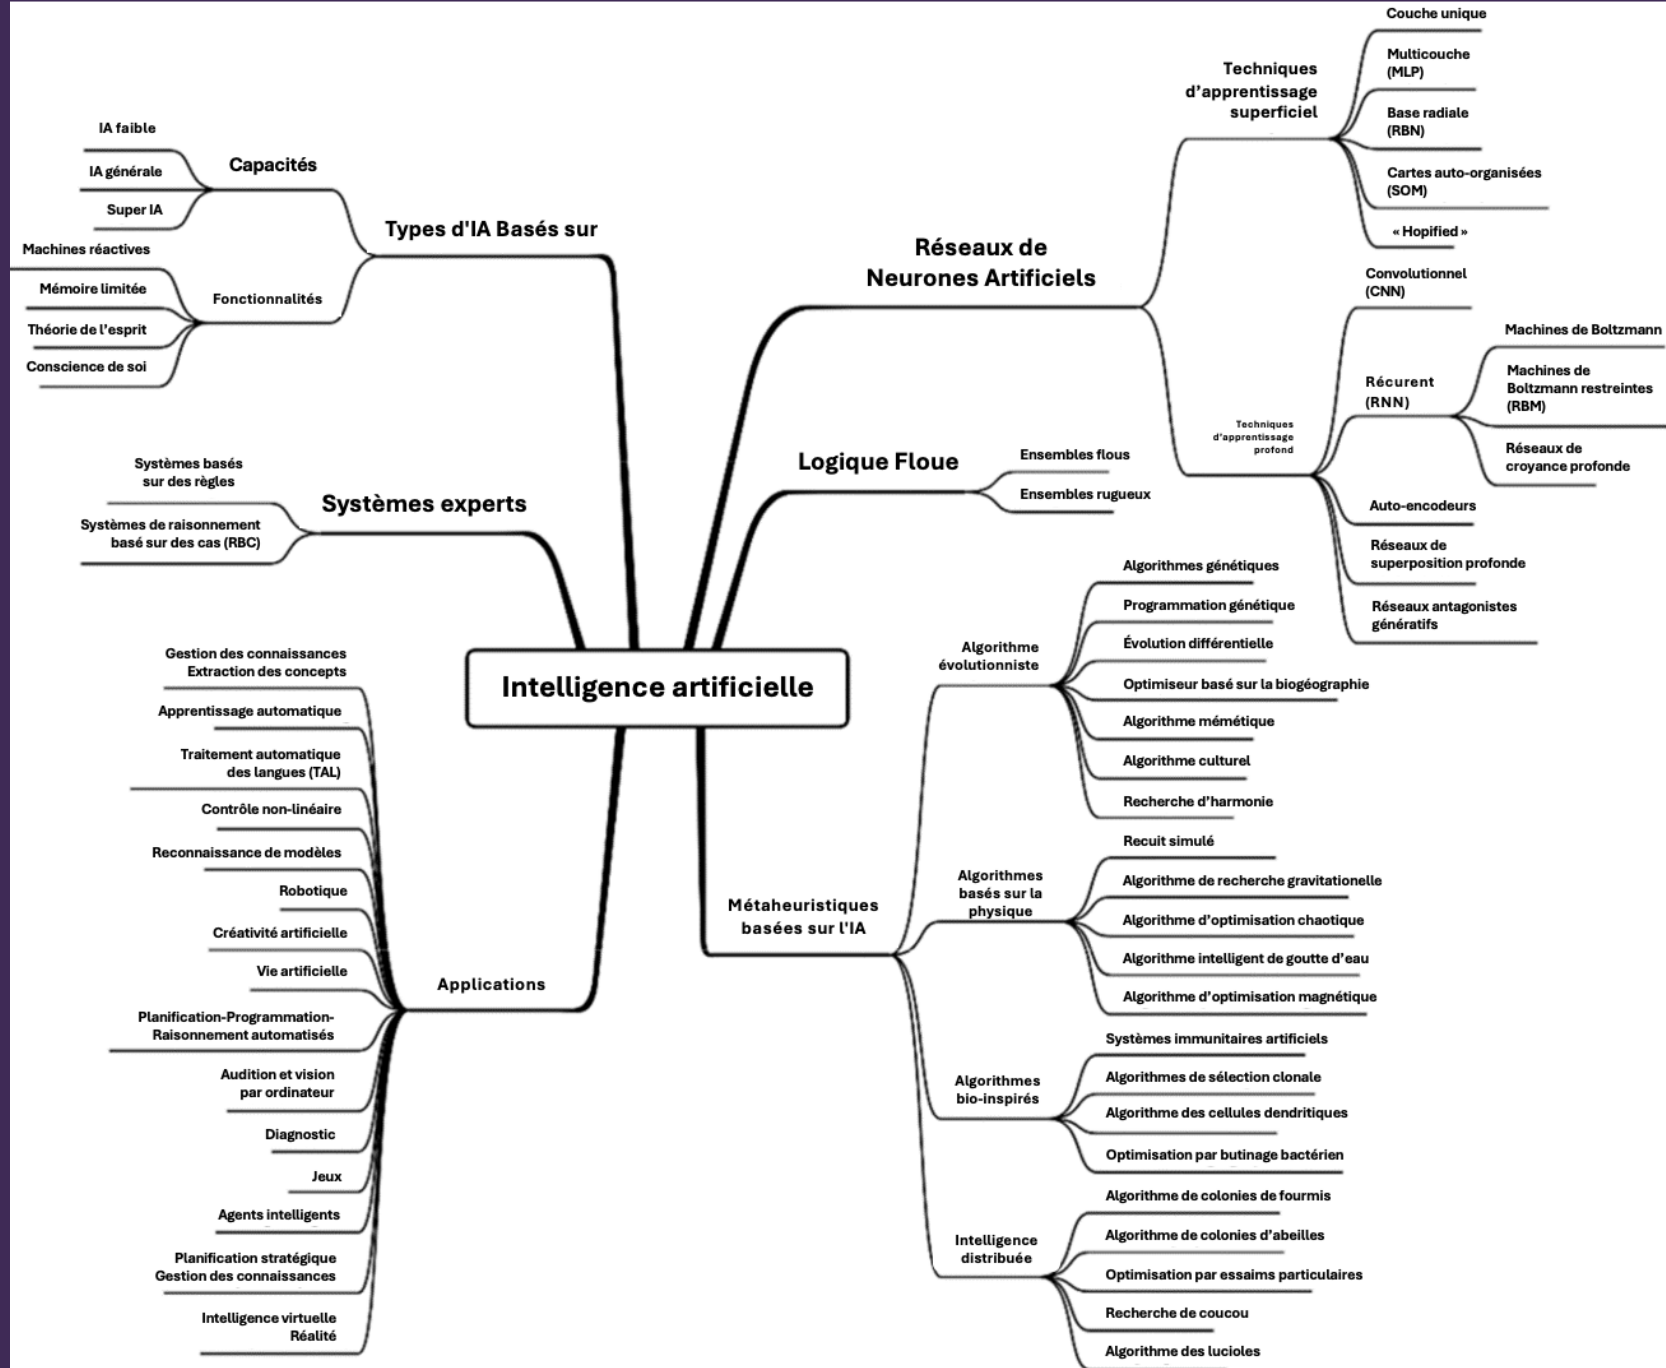 Intelligence artificielle
Types d'IA Basés sur
Capacités
IA faible
IA générale
Super IA
Fonctionnalités
Machines réactives
Mémoire limitée
Théorie de l'esprit
Conscience de soi
Systèmes experts
Systèmes basés
sur des règles
Systèmes de raisonnement
basé sur des cas (RBC)
Applications
Gestion des connaissances
Extraction des concepts
Apprentissage automatique
Traitement automatique
des langues (TAL)
Contrôle non-linéaire
Reconnaissance de modèles
Robotique
Créativité artificielle
Vie artificielle
Planification-Programmation-
Raisonnement automatisés
Audition et vision
par ordinateur
Diagnostic
Jeux
Agents intelligents
Planification stratégique
Gestion des connaissances
Intelligence virtuelle
Réalité
Réseaux de
Neurones Artificiels
Techniques
d'apprentissage
superficiel
Couche unique
Multicouche
(MLP)
Base radiale
(RBN)
Cartes auto-organisées
(SOM)
« Hopified »
Techniques
d'apprentissage
profond
Convolutionnel
(CNN)
Récurent
(RNN)
Machines de Boltzmann
Machines de
Boltzmann restreintes
(RBM)
Réseaux de
croyance profonde
Auto-encodeurs
Réseaux de
superposition profonde
Réseaux antagonistes
génératifs
Logique Floue
Ensembles flous
Ensembles rugueux
Métaheuristiques
basées sur l'IA
Algorithme
évolutionniste
Algorithmes génétiques
Programmation génétique
Évolution différentielle
Optimiseur basé sur la biogéographie
Algorithme mémétique
Algorithme culturel
Recherche d'harmonie
Algorithmes
basés sur la
physique
Recuit simulé
Algorithme de recherche gravitationelle
Algorithme d'optimisation chaotique
Algorithme intelligent de goutte d'eau
Algorithme d'optimisation magnétique
Algorithmes
bio-inspirés
Systèmes immunitaires artificiels
Algorithmes de sélection clonale
Algorithme des cellules dendritiques
Optimisation par butinage bactérien
Intelligence
distribuée
Algorithme de colonies de fourmis
Algorithme de colonies d'abeilles
Optimisation par essaims particulaires
Recherche de coucou
Algorithme des lucioles